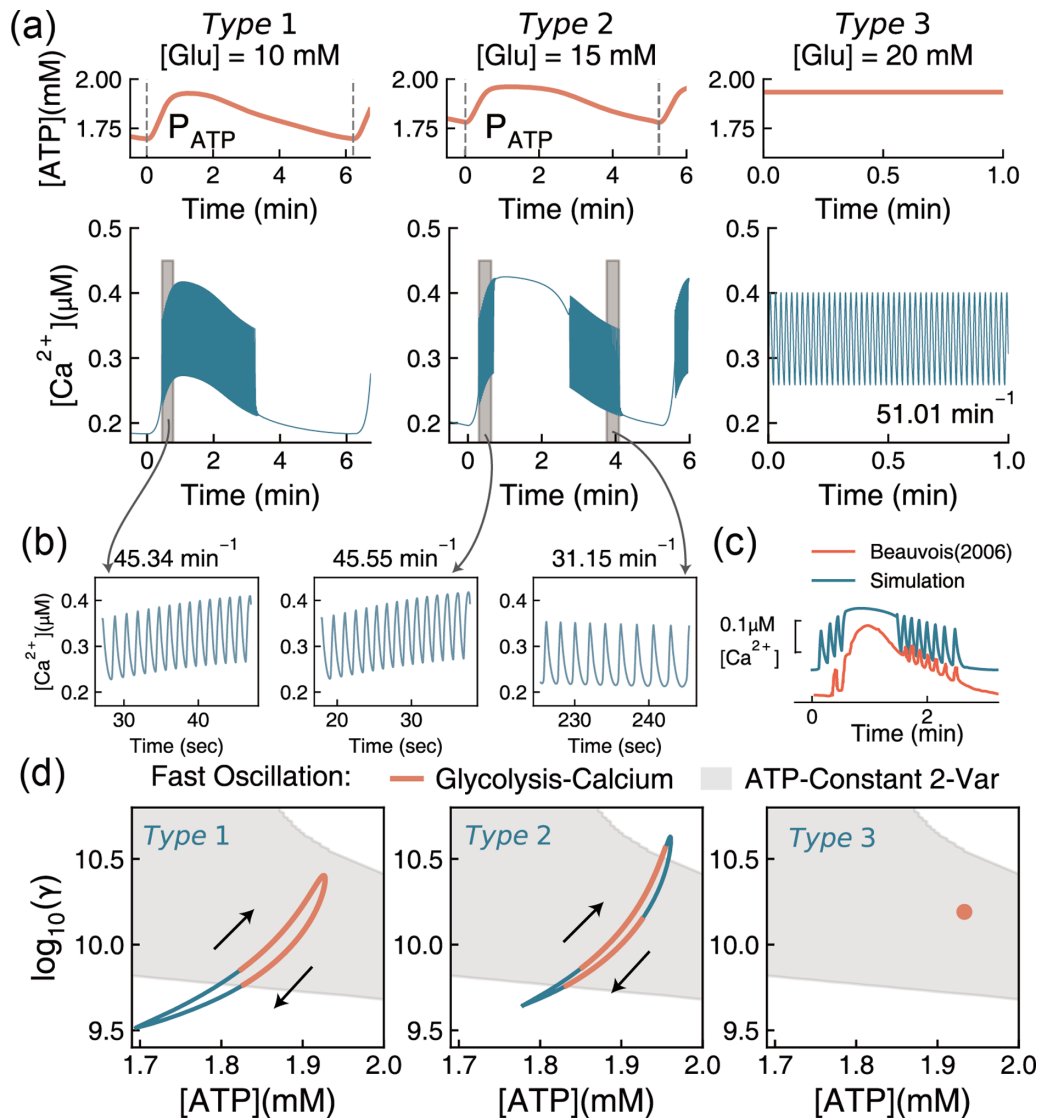 (a)
Type 1
[Glu] = 10 mM
Type 2
[Glu] = 15 mM
Type 3
[Glu] = 20 mM
[ATP](mM)
2.00
1.75
P_ATP
0 2 4 6
Time (min)
2.00
1.75
P_ATP
0 2 4 6
Time (min)
2.00
1.75
0.0 0.5 1.0
Time (min)
[Ca²⁺](μM)
0.5
0.4
0.3
0.2
0 2 4 6
Time (min)
0.5
0.4
0.3
0.2
0 2 4 6
Time (min)
0.5
0.4
0.3
0.2
51.01 min⁻¹
0.0 0.5 1.0
Time (min)
(b)
45.34 min⁻¹
45.55 min⁻¹
31.15 min⁻¹
[Ca²⁺](μM)
0.4
0.3
0.2
30 40
Time (sec)
0.4
0.3
0.2
20 30
Time (sec)
0.4
0.3
0.2
230 240
Time (sec)
(c)
Beauvois(2006)
Simulation
0.1μM
[Ca²⁺]
0 2
Time (min)
(d)
Fast Oscillation: Glycolysis-Calcium ATP-Constant 2-Var
log₁₀(γ)
10.5
10.0
9.5
Type 1
1.7 1.8 1.9 2.0
[ATP](mM)
10.5
10.0
9.5
Type 2
1.7 1.8 1.9 2.0
[ATP](mM)
10.5
10.0
9.5
Type 3
1.7 1.8 1.9 2.0
[ATP](mM)